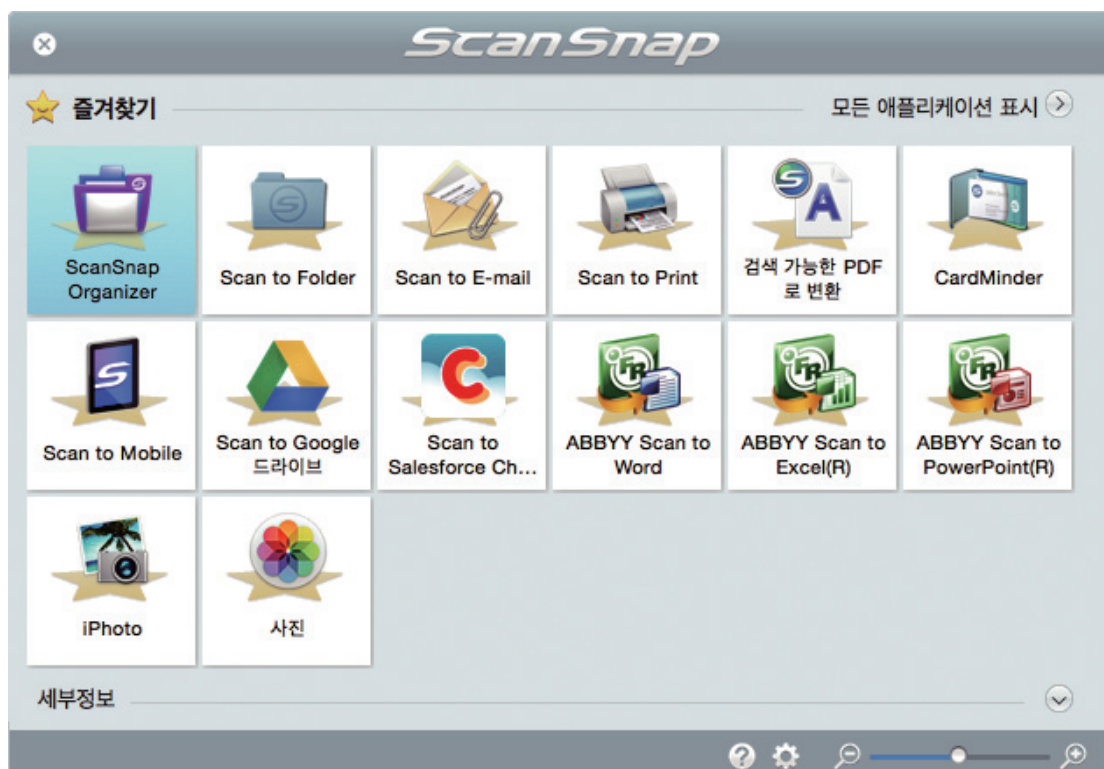 ScanSnap
즐겨찾기
모든 애플리케이션 표시
ScanSnap
Organizer
Scan to Folder
Scan to E-mail
Scan to Print
검색 가능한 PDF
로 변환
CardMinder
Scan to Mobile
Scan to Google
드라이브
Scan to
Salesforce Ch...
ABBYY Scan to
Word
ABBYY Scan to
Excel(R)
ABBYY Scan to
PowerPoint(R)
iPhoto
사진
세부정보